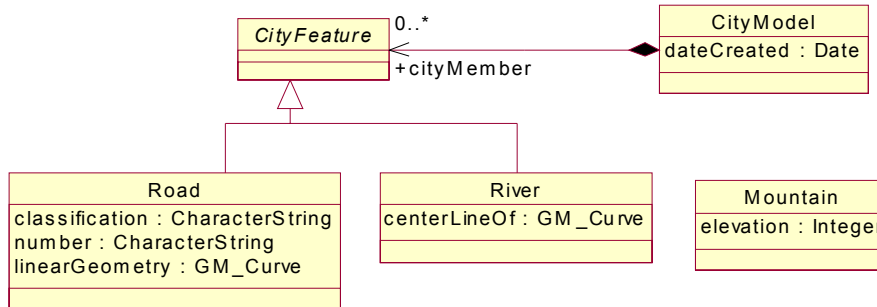 CityFeature
0..*
+cityMember
CityModel
dateCreated : Date
Road
classification : CharacterString
number : CharacterString
linearGeometry : GM_Curve
River
centerLineOf : GM_Curve
Mountain
elevation : Integer